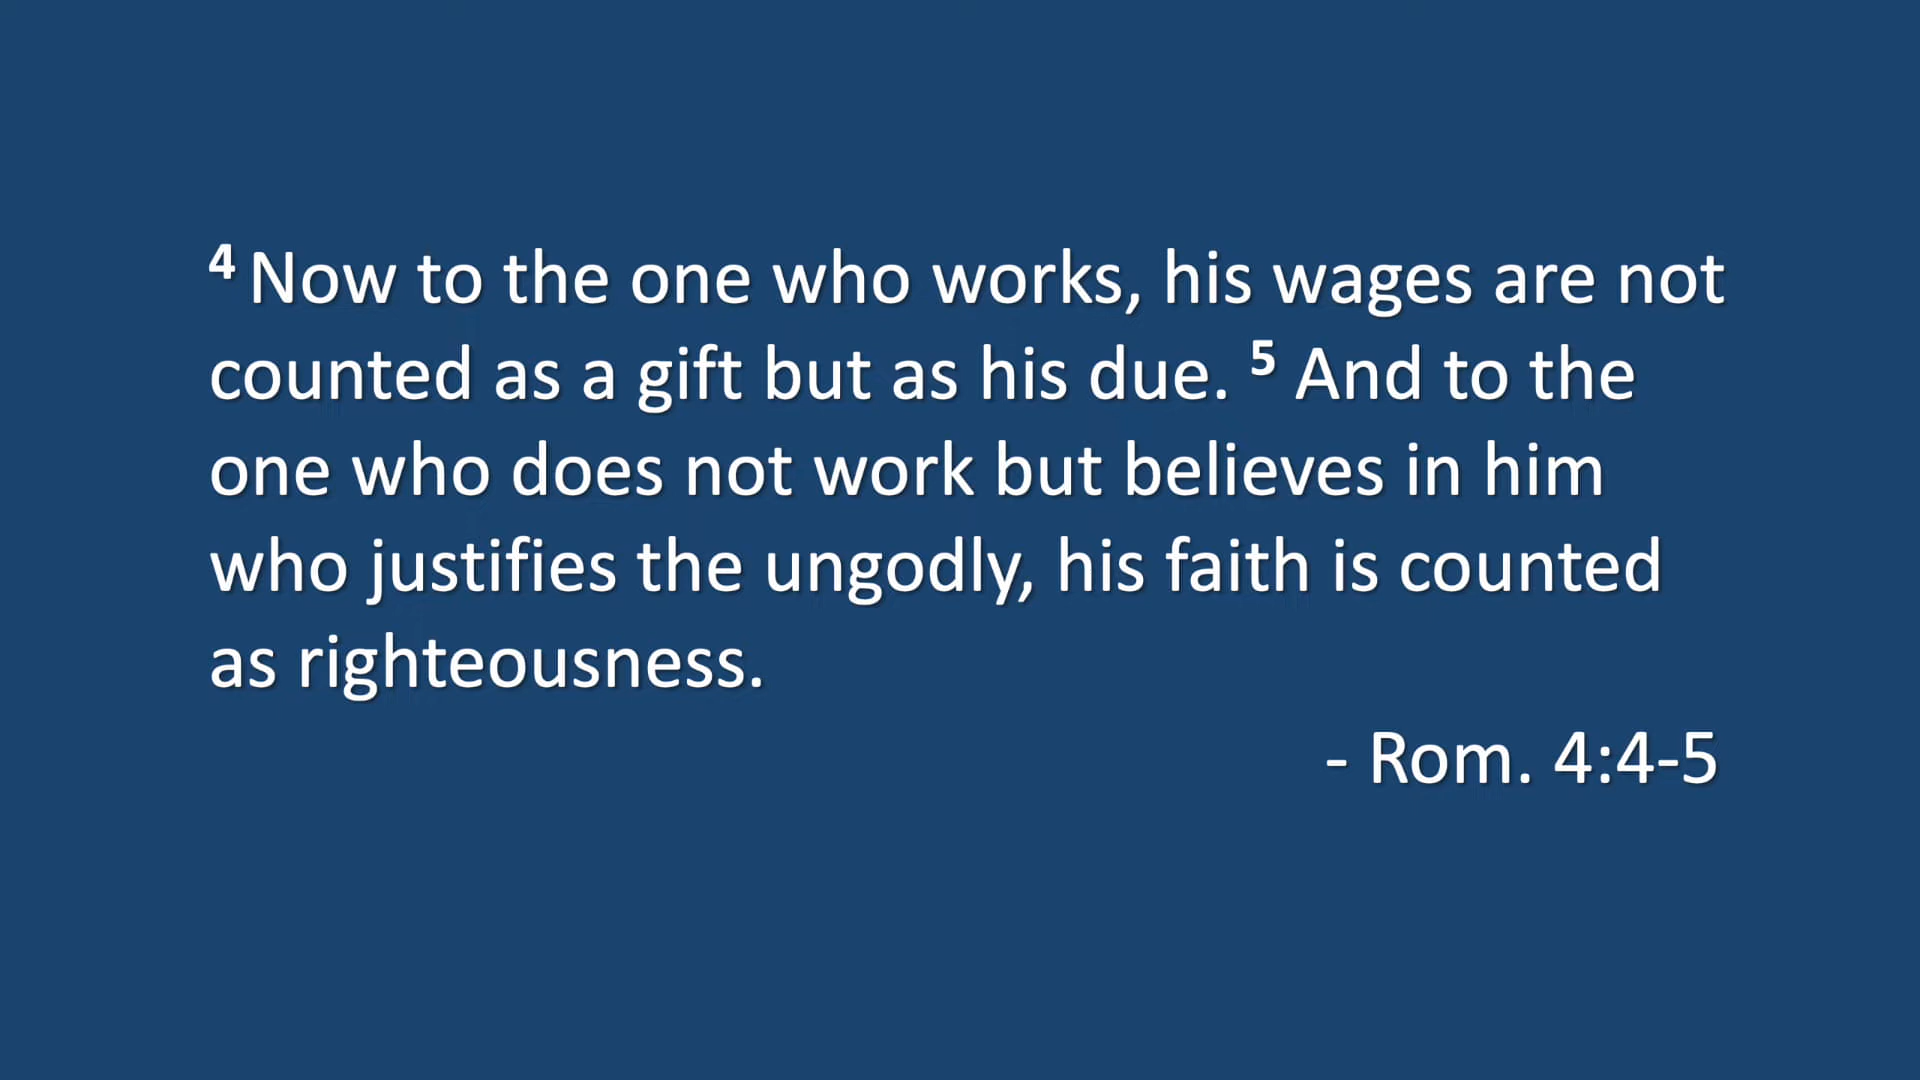 4 Now to the one who works, his wages are not
counted as a gift but as his due. 5 And to the
one who does not work but believes in him
who justifies the ungodly, his faith is counted
as righteousness.
- Rom. 4:4-5